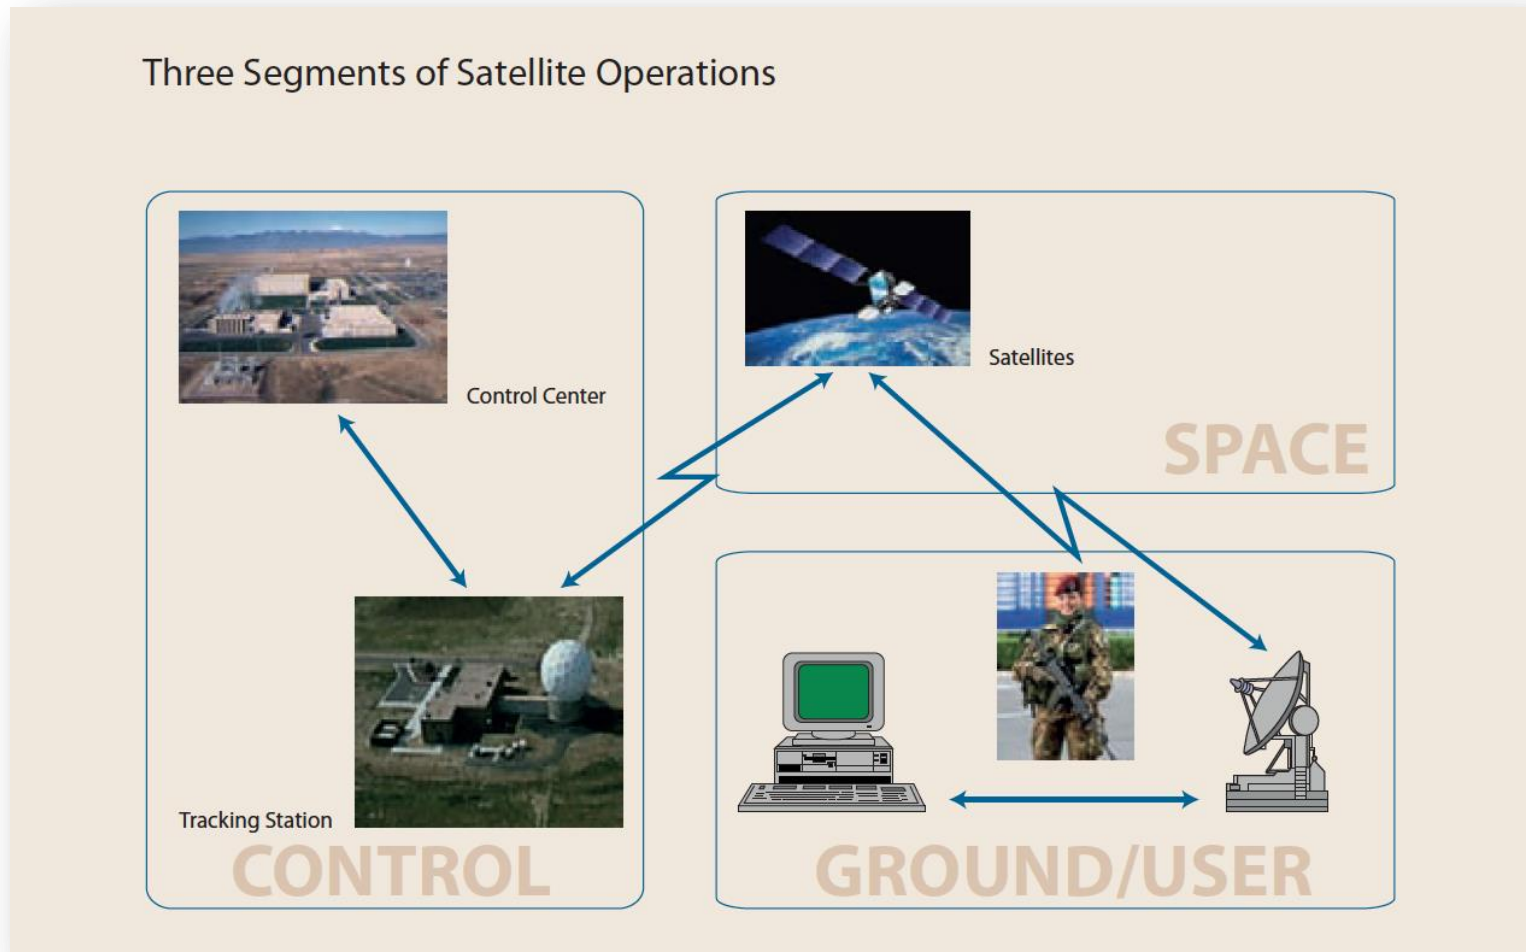 Three Segments of Satellite Operations
Control Center
Tracking Station
CONTROL
Satellites
SPACE
GROUND/USER